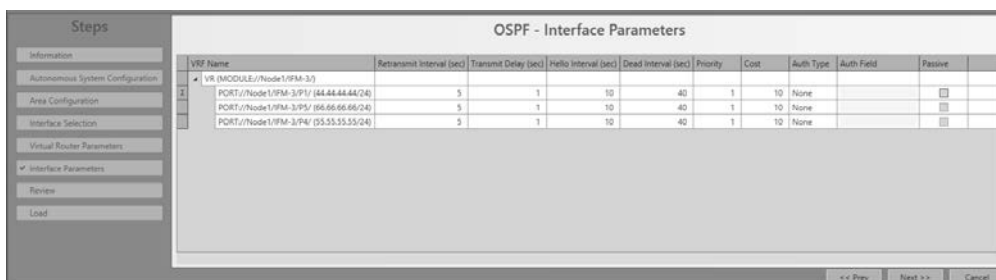 Steps
OSPF - Interface Parameters
Information
Autonomous System Configuration
Area Configuration
Interface Selection
Virtual Router Parameters
Interface Parameters
Review
Load
VRF Name Retransmit Interval (sec) Transmit Delay (sec) Hello Interval (sec) Dead Interval (sec) Priority Cost Auth Type Auth Field Passive
VR (MODULE://Node1/IFM-3/)
PORT://Node1/IFM-3/P1/ (44.44.44.44/24) 5 1 10 40 1 10 None
PORT://Node1/IFM-3/P5/ (66.66.66.66/24) 5 1 10 40 1 10 None
PORT://Node1/IFM-3/P4/ (55.55.55.55/24) 5 1 10 40 1 10 None
<< Prev Next >> Cancel